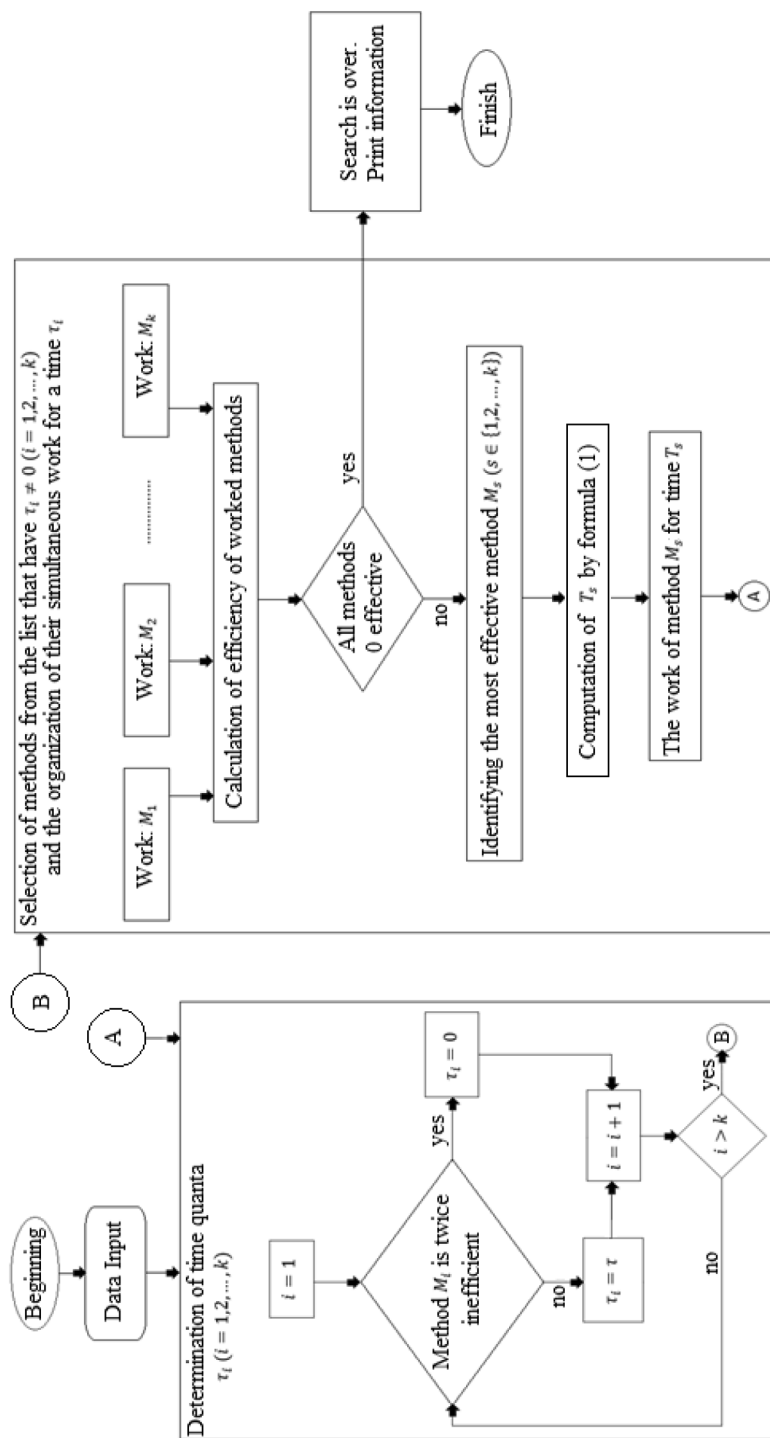 Beginning
Data Input
A
Determination of time quanta
τᵢ (i = 1,2, …, k)
i = 1
Method Mᵢ is twice
inefficient
yes
τᵢ = 0
no
τᵢ = τ
i = i + 1
i > k
yes
B
no
B
Selection of methods from the list that have τᵢ ≠ 0 (i = 1,2, …, k)
and the organization of their simultaneous work for a time τᵢ
Work: M₁
Work: M₂
.................
Work: Mₖ
Calculation of efficiency of worked methods
All methods
0 effective
yes
no
Search is over.
Print information
Finish
Identifying the most effective method Mₛ (s ∈ {1,2, …, k})
Computation of Tₛ by formula (1)
The work of method Mₛ for time Tₛ
A